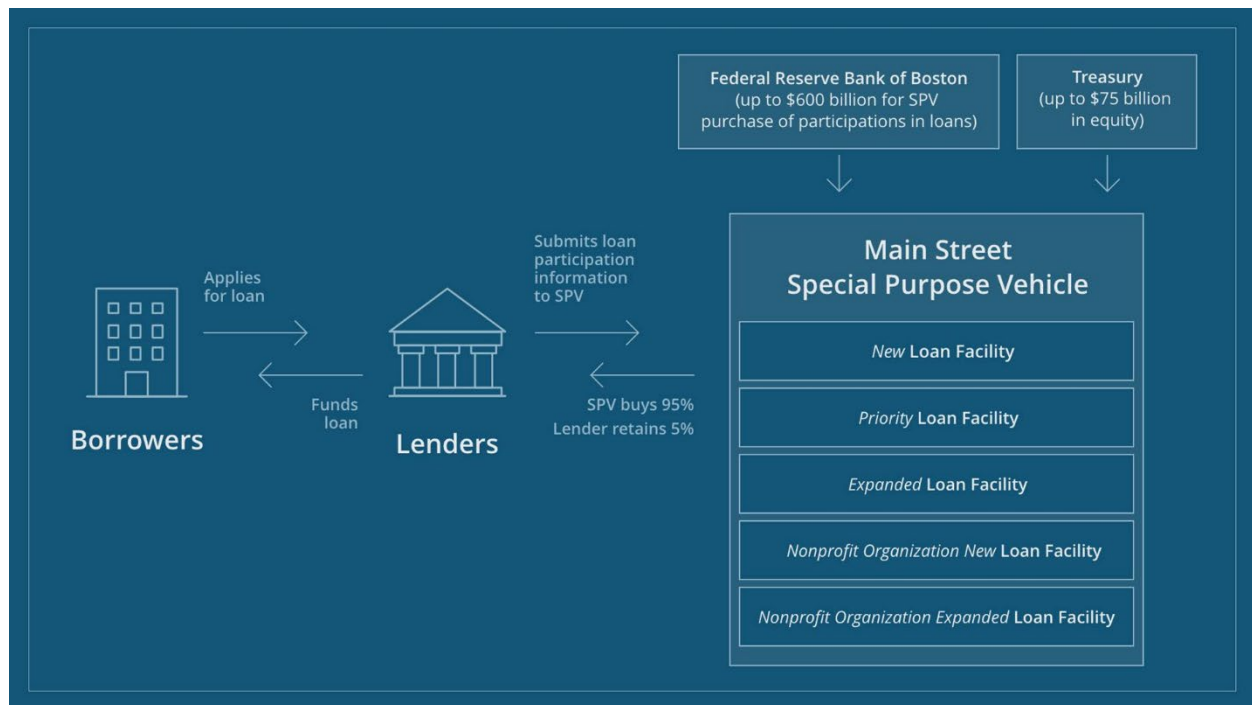 Federal Reserve Bank of Boston
(up to $600 billion for SPV
purchase of participations in loans)
Treasury
(up to $75 billion
in equity)
Applies
for loan
Funds
loan
Borrowers
Lenders
Submits loan
participation
information
to SPV
SPV buys 95%
Lender retains 5%
Main Street
Special Purpose Vehicle
New Loan Facility
Priority Loan Facility
Expanded Loan Facility
Nonprofit Organization New Loan Facility
Nonprofit Organization Expanded Loan Facility